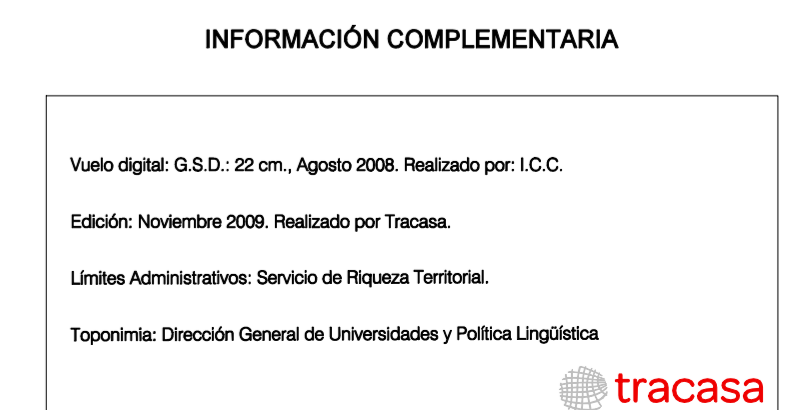 INFORMACIÓN COMPLEMENTARIA
Vuelo digital: G.S.D.: 22 cm., Agosto 2008. Realizado por: I.C.C.
Edición: Noviembre 2009. Realizado por Tracasa.
Límites Administrativos: Servicio de Riqueza Territorial.
Toponimia: Dirección General de Universidades y Política Lingüística
tracasa